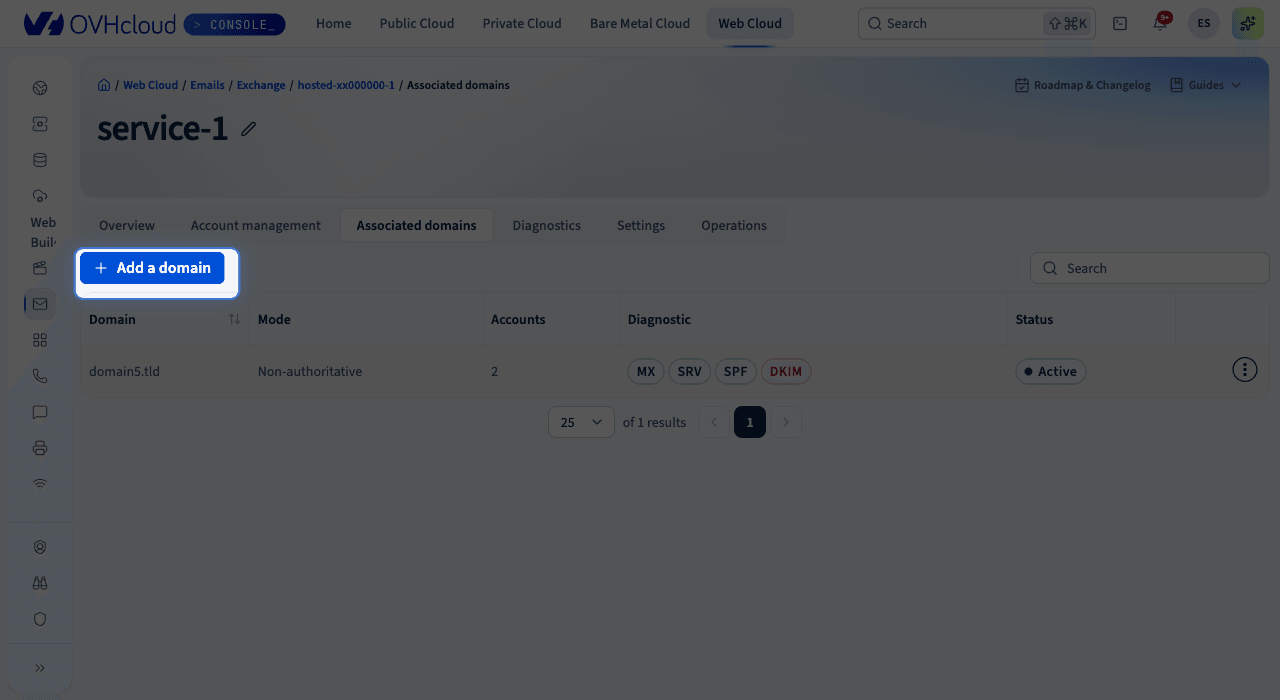 OVHcloud > CONSOLE_ Home Public Cloud Private Cloud Bare Metal Cloud Web Cloud Search ⇧⌘K 9+ ES
/ Web Cloud / Emails / Exchange / hosted-xx000000-1 / Associated domains Roadmap & Changelog Guides
service-1
Web
Buil
Overview Account management Associated domains Diagnostics Settings Operations
+ Add a domain Search
Domain Mode Accounts Diagnostic Status
domain5.tld Non-authoritative 2 MX SRV SPF DKIM Active
25 of 1 results 1